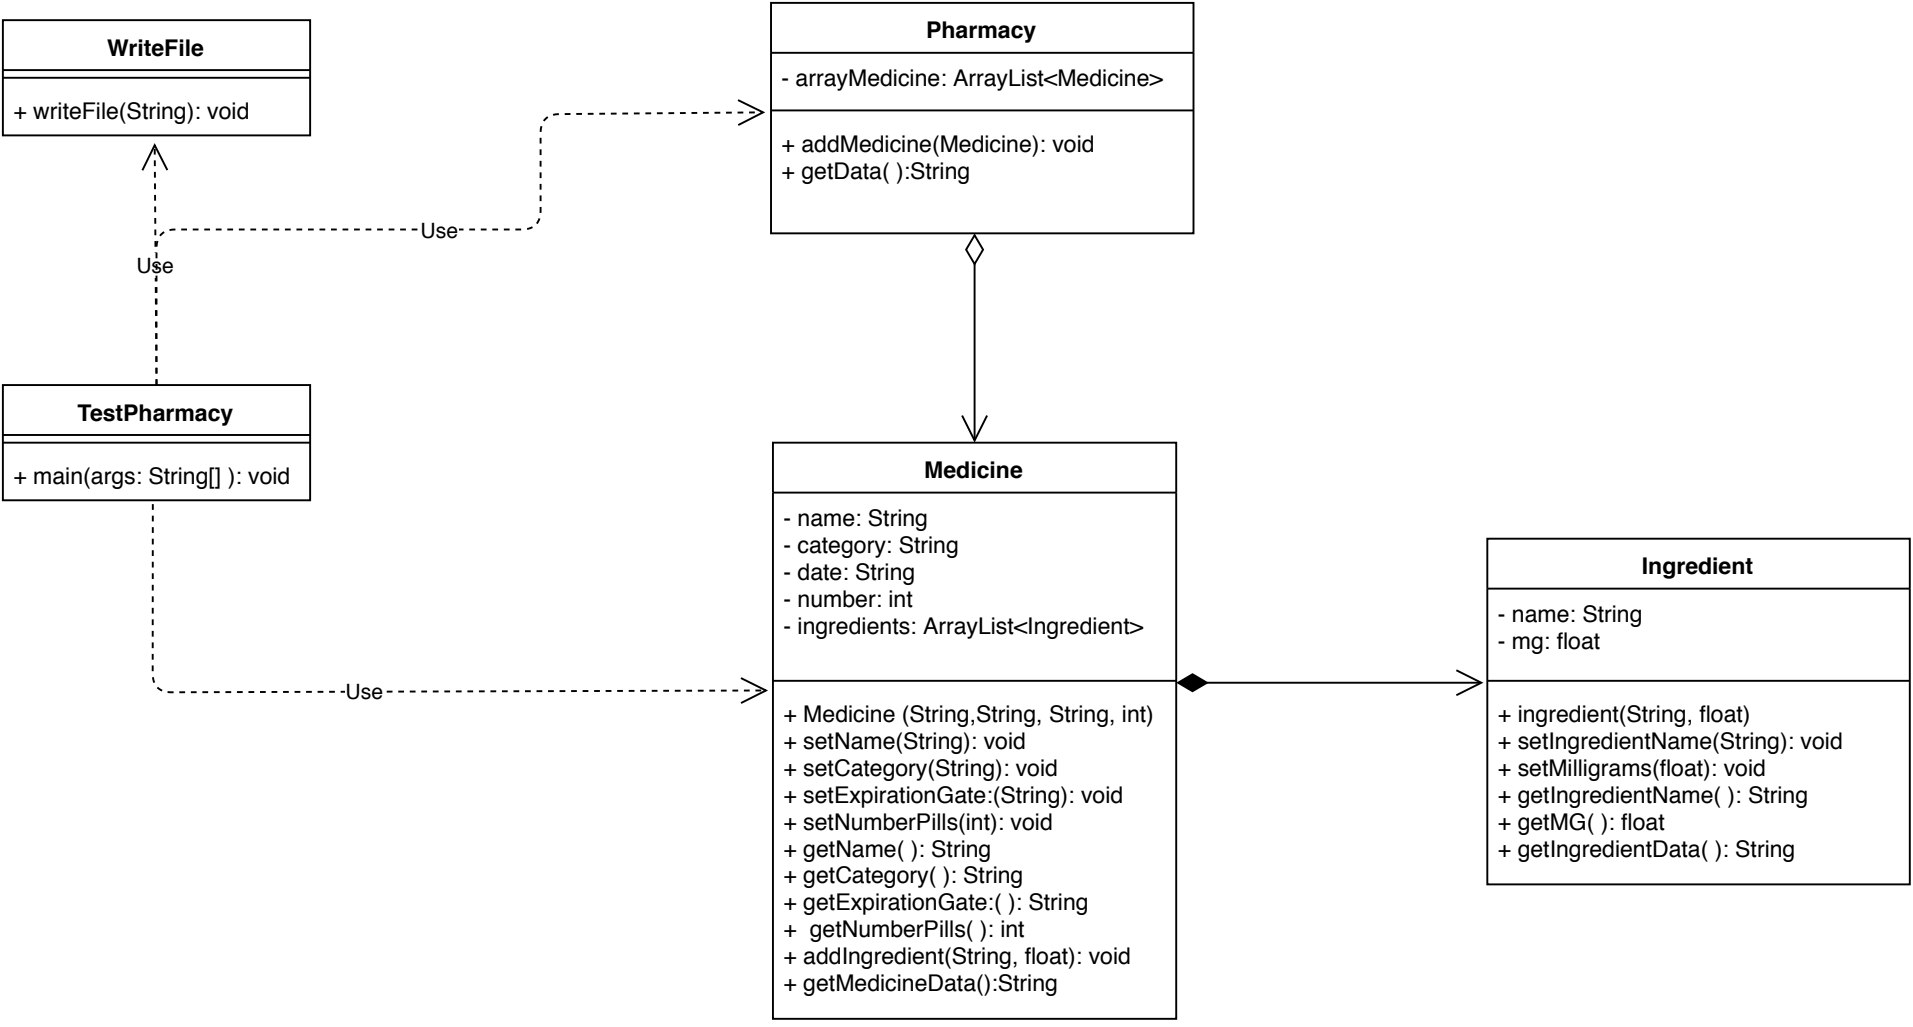 WriteFile
+ writeFile(String): void
Pharmacy
- arrayMedicine: ArrayList<Medicine>
+ addMedicine(Medicine): void
+ getData( ):String
Use
Use
TestPharmacy
+ main(args: String[] ): void
Use
Medicine
- name: String
- category: String
- date: String
- number: int
- ingredients: ArrayList<Ingredient>
+ Medicine (String,String, String, int)
+ setName(String): void
+ setCategory(String): void
+ setExpirationGate:(String): void
+ setNumberPills(int): void
+ getName( ): String
+ getCategory( ): String
+ getExpirationGate:( ): String
+  getNumberPills( ): int
+ addIngredient(String, float): void
+ getMedicineData():String
Ingredient
- name: String
- mg: float
+ ingredient(String, float)
+ setIngredientName(String): void
+ setMilligrams(float): void
+ getIngredientName( ): String
+ getMG( ): float
+ getIngredientData( ): String